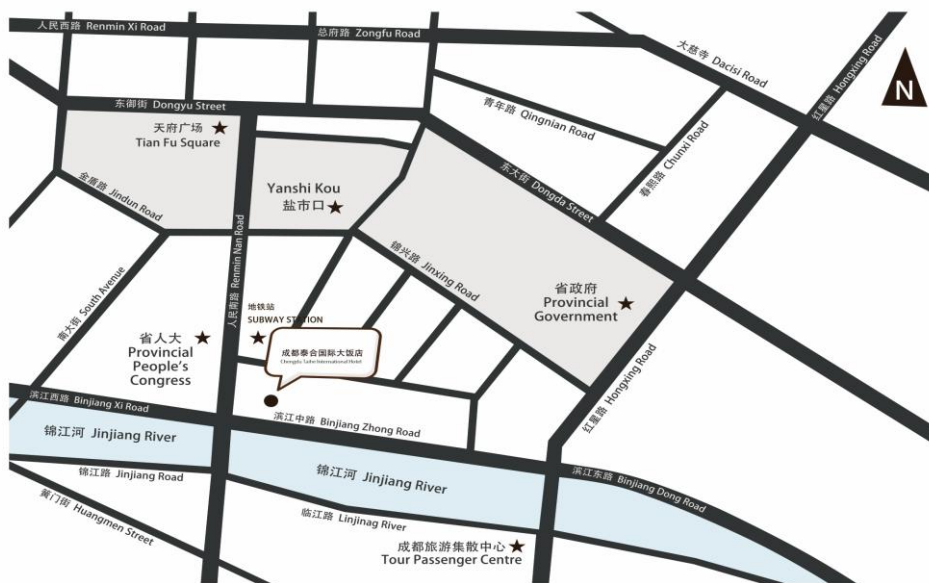 人民西路 Renmin Xi Road
总府路 Zongfu Road
大慈寺 Dacisi Road
红星路 Hongxing Road
N
东御街 Dongyu Street
青年路 Qingnian Road
天府广场
Tian Fu Square
春熙路 Chunxi Road
东大街 Dongda Street
金盾路 Jindun Road
Yanshi Kou
盐市口
人民南路 Renmin Nan Road
锦兴路 Jinxing Road
南大街 South Avenue
省政府
Provincial
Government
地铁站
SUBWAY STATION
省人大
Provincial
People's
Congress
成都泰合国际大饭店
Chengdu Taihe International Hotel
红星路 Hongxing Road
滨江西路 Binjiang Xi Road
滨江中路 Binjiang Zhong Road
锦江河 Jinjiang River
锦江河 Jinjiang River
滨江东路 Binjiang Dong Road
锦江路 Jinjiang Road
黄门街 Huangmen Street
临江路 Linjinag River
成都旅游集散中心
Tour Passenger Centre